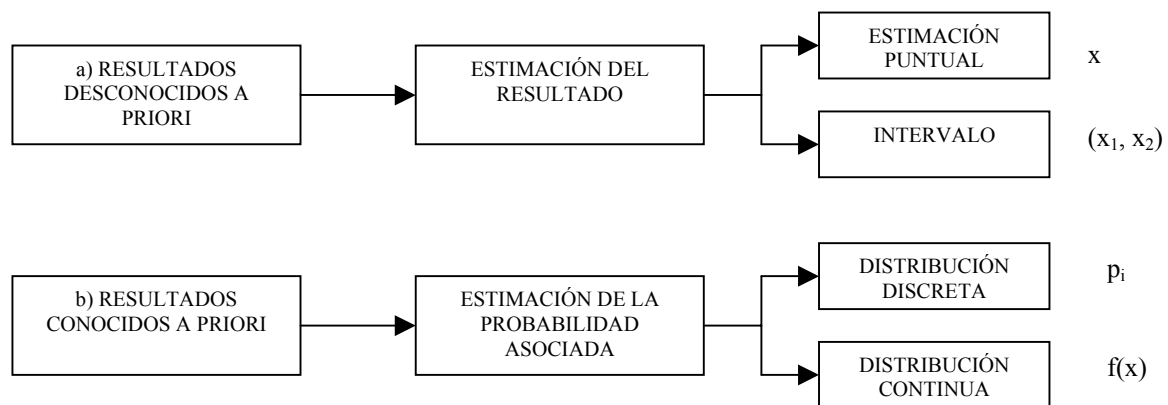 a) RESULTADOS
DESCONOCIDOS A
PRIORI
ESTIMACIÓN DEL
RESULTADO
ESTIMACIÓN
PUNTUAL
x
INTERVALO
(x₁, x₂)
b) RESULTADOS
CONOCIDOS A PRIORI
ESTIMACIÓN DE LA
PROBABILIDAD
ASOCIADA
DISTRIBUCIÓN
DISCRETA
pᵢ
DISTRIBUCIÓN
CONTINUA
f(x)